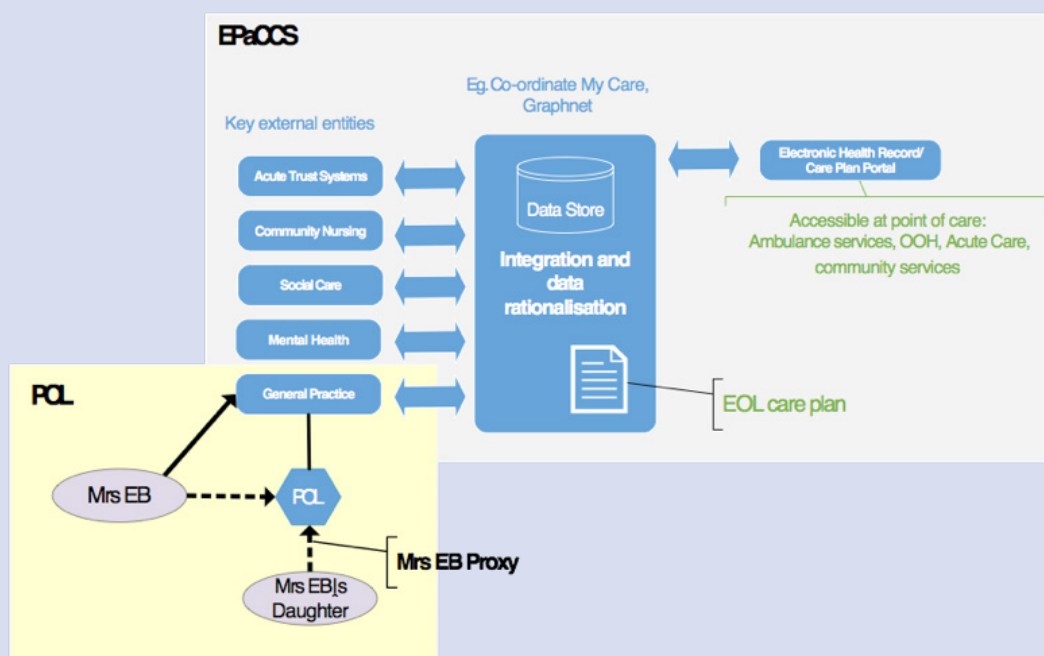 EPaCCS
Eg. Co-ordinate My Care,
Graphnet
Key external entities
Acute Trust Systems
Community Nursing
Social Care
Mental Health
General Practice
Data Store
Integration and
data
rationalisation
Electronic Health Record/
Care Plan Portal
Accessible at point of care:
Ambulance services, OOH, Acute Care,
community services
EOL care plan
POL
Mrs EB
POL
Mrs EB Proxy
Mrs EB|s
Daughter